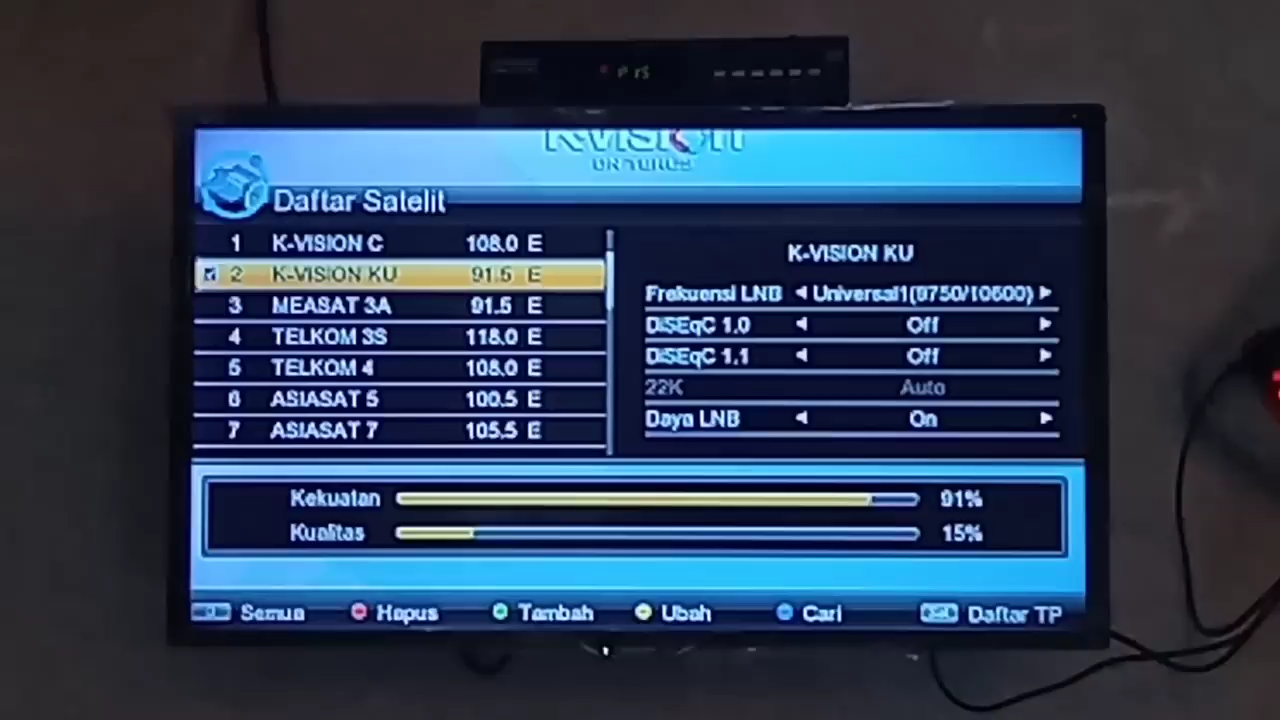 P 15
K-VISION
UN TERUS
Daftar Satelit
1 K-VISION C 108.0 E
2 K-VISION KU 91.5 E
3 MEASAT 3A 91.5 E
4 TELKOM 3S 118.0 E
5 TELKOM 4 108.0 E
6 ASIASAT 5 100.5 E
7 ASIASAT 7 105.5 E
K-VISION KU
Frekuensi LNB Universal1(9750/10600)
DiSEqC 1.0 Off
DiSEqC 1.1 Off
22K Auto
Daya LNB On
Kekuatan 91%
Kualitas 15%
Semua Hapus Tambah Ubah Cari Daftar TP